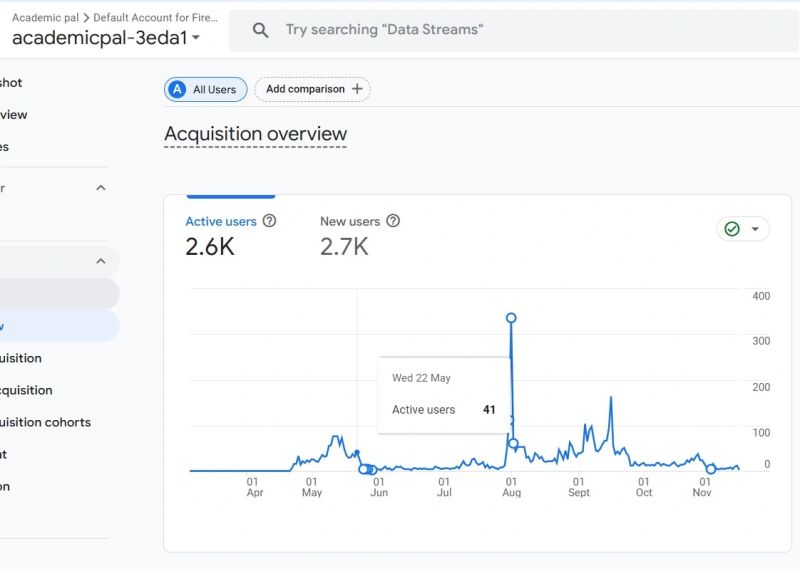 Academic pal > Default Account for Fire...
academicpal-3eda1
Try searching "Data Streams"
shot
view
es
r
w
uisition
cquisition
uisition cohorts
nt
on
A All Users
Add comparison +
Acquisition overview
Active users
2.6K
New users
2.7K
400
300
200
100
0
Wed 22 May
Active users 41
01 Apr
01 May
01 Jun
01 Jul
01 Aug
01 Sept
01 Oct
01 Nov